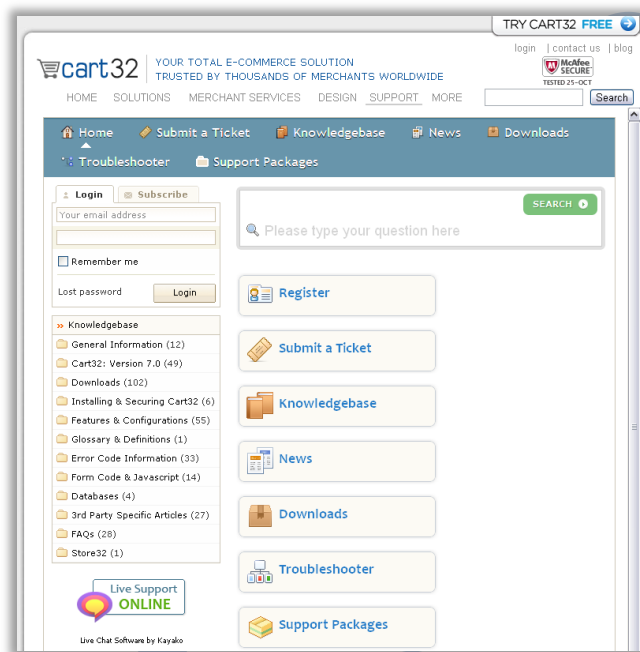 TRY CART32 FREE
login | contact us | blog
cart32
YOUR TOTAL E-COMMERCE SOLUTION
TRUSTED BY THOUSANDS OF MERCHANTS WORLDWIDE
McAfee
SECURE
TESTED 25-OCT
HOME SOLUTIONS MERCHANT SERVICES DESIGN SUPPORT MORE
Search
Home Submit a Ticket Knowledgebase News Downloads
Troubleshooter Support Packages
Login Subscribe
Your email address
Remember me
Lost password Login
SEARCH
Please type your question here
» Knowledgebase
General Information (12)
Cart32: Version 7.0 (49)
Downloads (102)
Installing & Securing Cart32 (6)
Features & Configurations (55)
Glossary & Definitions (1)
Error Code Information (33)
Form Code & Javascript (14)
Databases (4)
3rd Party Specific Articles (27)
FAQs (28)
Store32 (1)
Live Support
ONLINE
Live Chat Software by Kayako
Register
Submit a Ticket
Knowledgebase
News
Downloads
Troubleshooter
Support Packages